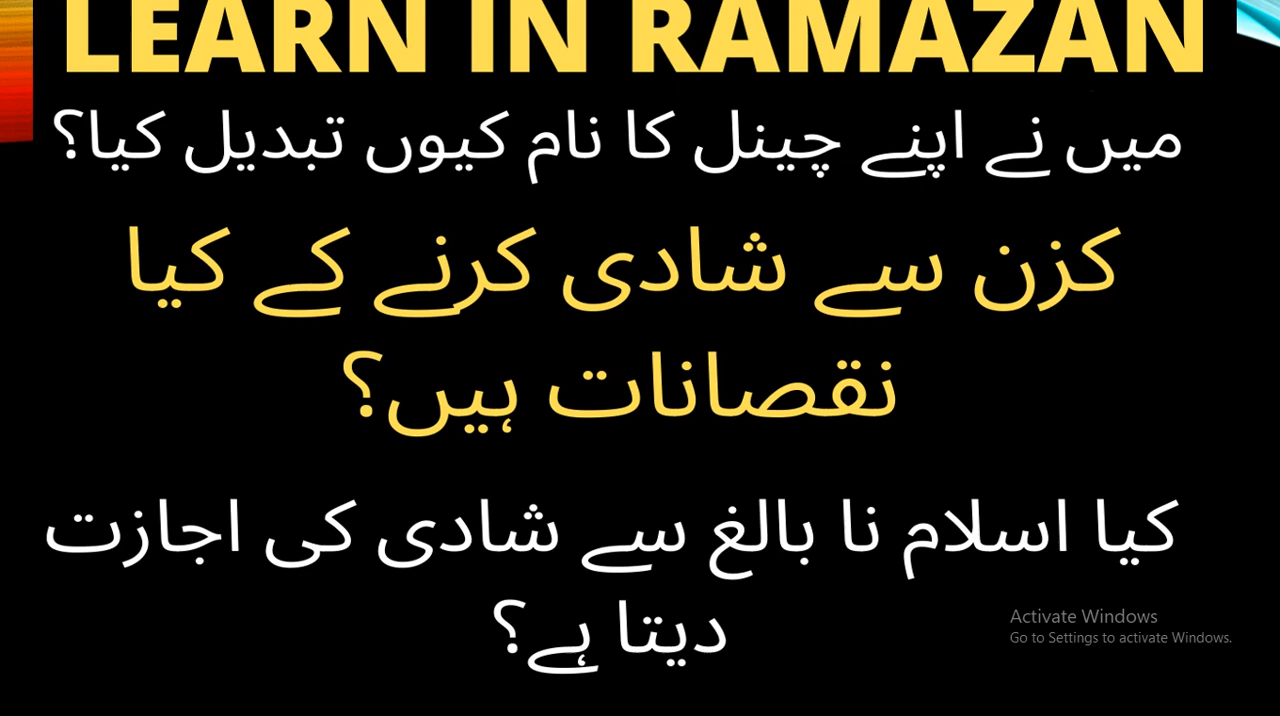 LEARN IN RAMAZAN
میں نے اپنے چینل کا نام کیوں تبدیل کیا؟
کزن سے شادی کرنے کے کیا
نقصانات ہیں؟
کیا اسلام نا بالغ سے شادی کی اجازت
دیتا ہے؟
Activate Windows
Go to Settings to activate Windows.